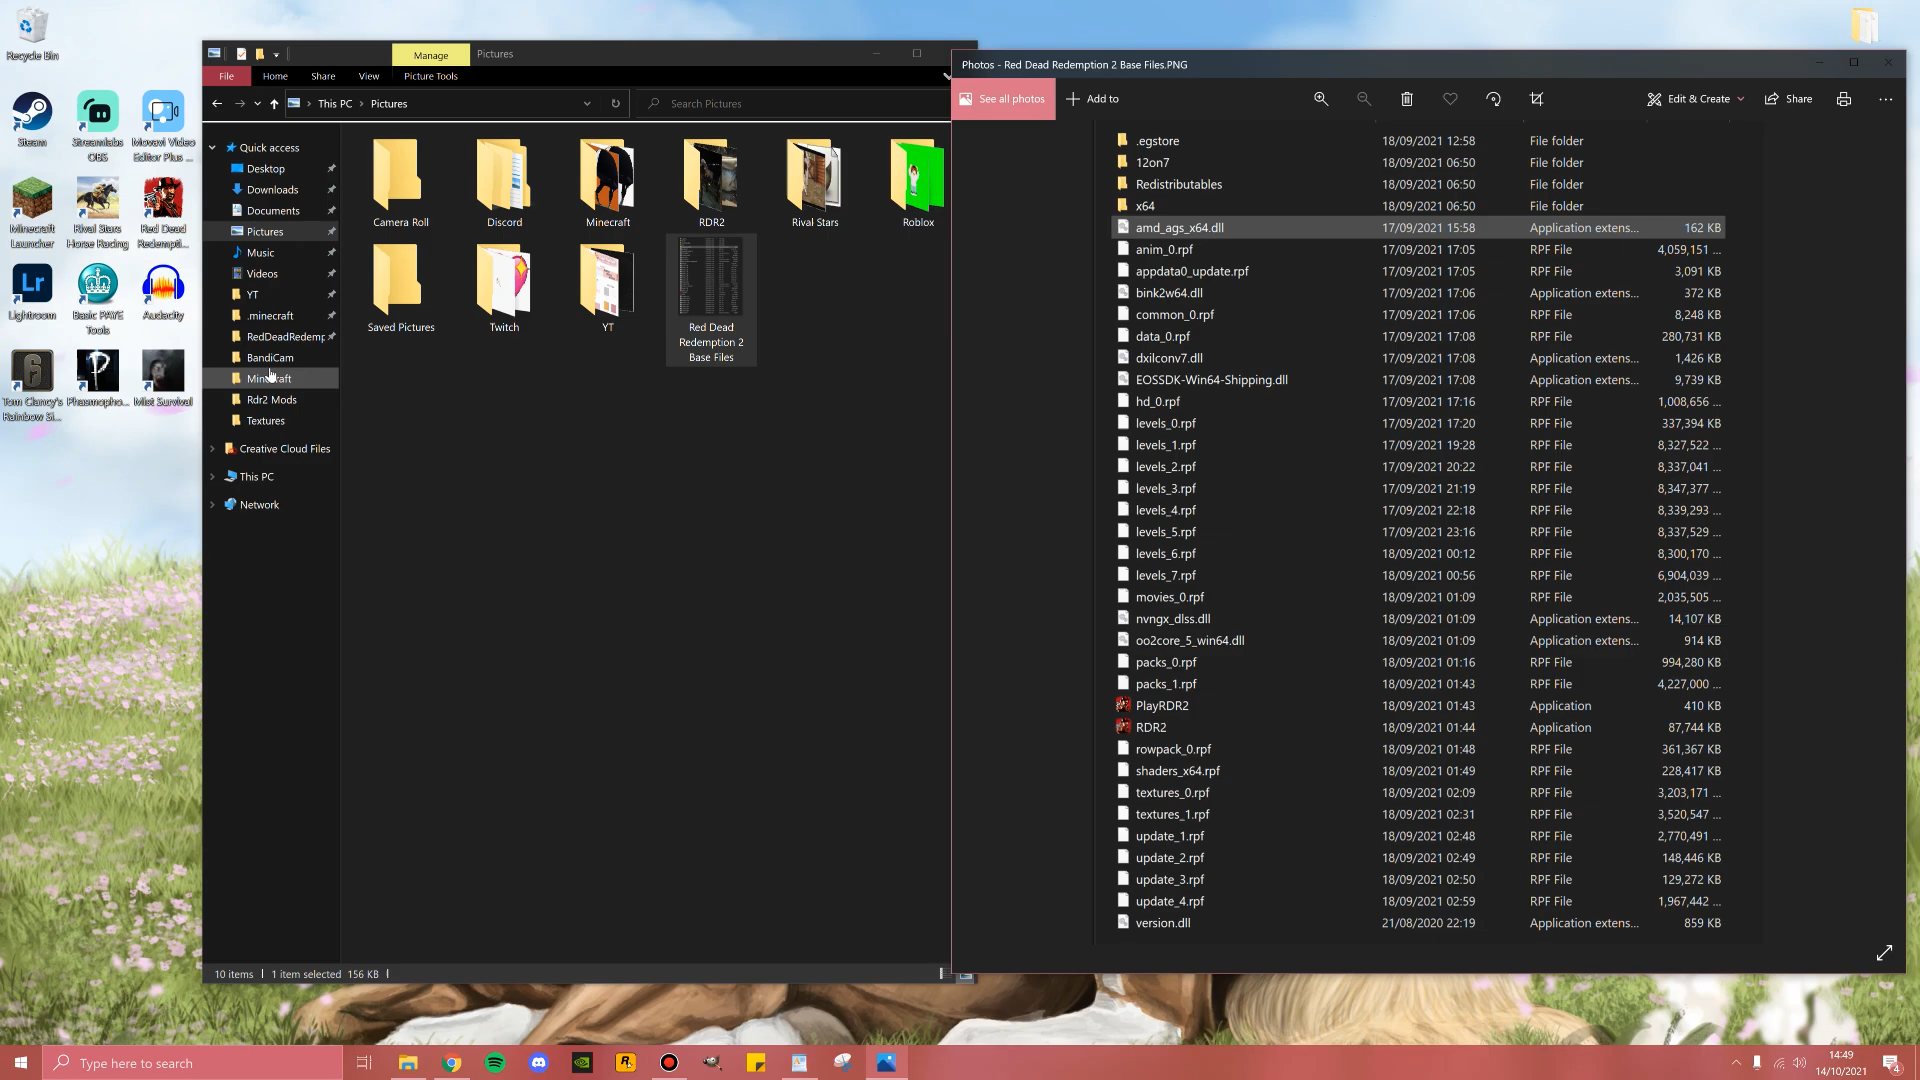 Recycle Bin
Steam
Streamlabs OBS
Movavi Video Editor Plus ...
Minecraft Launcher
Rival Stars Horse Racing
Red Dead Redempti...
Lightroom
Basic PAYE Tools
Audacity
Tom Clancy's Rainbow Si...
Phasmopho...
Mist Survival
Manage
Pictures
File
Home
Share
View
Picture Tools
This PC
Pictures
Search Pictures
Quick access
Desktop
Downloads
Documents
Pictures
Music
Videos
YT
.minecraft
RedDeadRedemp
BandiCam
Minecraft
Rdr2 Mods
Textures
Creative Cloud Files
This PC
Network
Camera Roll
Discord
Minecraft
RDR2
Rival Stars
Roblox
Saved Pictures
Twitch
YT
Red Dead
Redemption 2
Base Files
10 items
1 item selected 156 KB
Photos - Red Dead Redemption 2 Base Files.PNG
See all photos
Add to
Edit & Create
Share
.egstore 18/09/2021 12:58 File folder
12on7 18/09/2021 06:50 File folder
Redistributables 18/09/2021 06:50 File folder
x64 18/09/2021 06:50 File folder
amd_ags_x64.dll 17/09/2021 15:58 Application extens... 162 KB
anim_0.rpf 17/09/2021 17:05 RPF File 4,059,151 ...
appdata0_update.rpf 17/09/2021 17:05 RPF File 3,091 KB
bink2w64.dll 17/09/2021 17:06 Application extens... 372 KB
common_0.rpf 17/09/2021 17:06 RPF File 8,248 KB
data_0.rpf 17/09/2021 17:08 RPF File 280,731 KB
dxilconv7.dll 17/09/2021 17:08 Application extens... 1,426 KB
EOSSDK-Win64-Shipping.dll 17/09/2021 17:08 Application extens... 9,739 KB
hd_0.rpf 17/09/2021 17:16 RPF File 1,008,656 ...
levels_0.rpf 17/09/2021 17:20 RPF File 337,394 KB
levels_1.rpf 17/09/2021 19:28 RPF File 8,327,522 ...
levels_2.rpf 17/09/2021 20:22 RPF File 8,337,041 ...
levels_3.rpf 17/09/2021 21:19 RPF File 8,347,377 ...
levels_4.rpf 17/09/2021 22:18 RPF File 8,339,293 ...
levels_5.rpf 17/09/2021 23:16 RPF File 8,337,529 ...
levels_6.rpf 18/09/2021 00:12 RPF File 8,300,170 ...
levels_7.rpf 18/09/2021 00:56 RPF File 6,904,039 ...
movies_0.rpf 18/09/2021 01:09 RPF File 2,035,505 ...
nvngx_dlss.dll 18/09/2021 01:09 Application extens... 14,107 KB
oo2core_5_win64.dll 18/09/2021 01:09 Application extens... 914 KB
packs_0.rpf 18/09/2021 01:16 RPF File 994,280 KB
packs_1.rpf 18/09/2021 01:43 RPF File 4,227,000 ...
PlayRDR2 18/09/2021 01:43 Application 410 KB
RDR2 18/09/2021 01:44 Application 87,744 KB
rowpack_0.rpf 18/09/2021 01:48 RPF File 361,367 KB
shaders_x64.rpf 18/09/2021 01:49 RPF File 228,417 KB
textures_0.rpf 18/09/2021 02:09 RPF File 3,203,171 ...
textures_1.rpf 18/09/2021 02:31 RPF File 3,520,547 ...
update_1.rpf 18/09/2021 02:48 RPF File 2,770,491 ...
update_2.rpf 18/09/2021 02:49 RPF File 148,446 KB
update_3.rpf 18/09/2021 02:50 RPF File 129,272 KB
update_4.rpf 18/09/2021 02:59 RPF File 1,967,442 ...
version.dll 21/08/2020 22:19 Application extens... 859 KB
Type here to search
14:49
14/10/2021
4